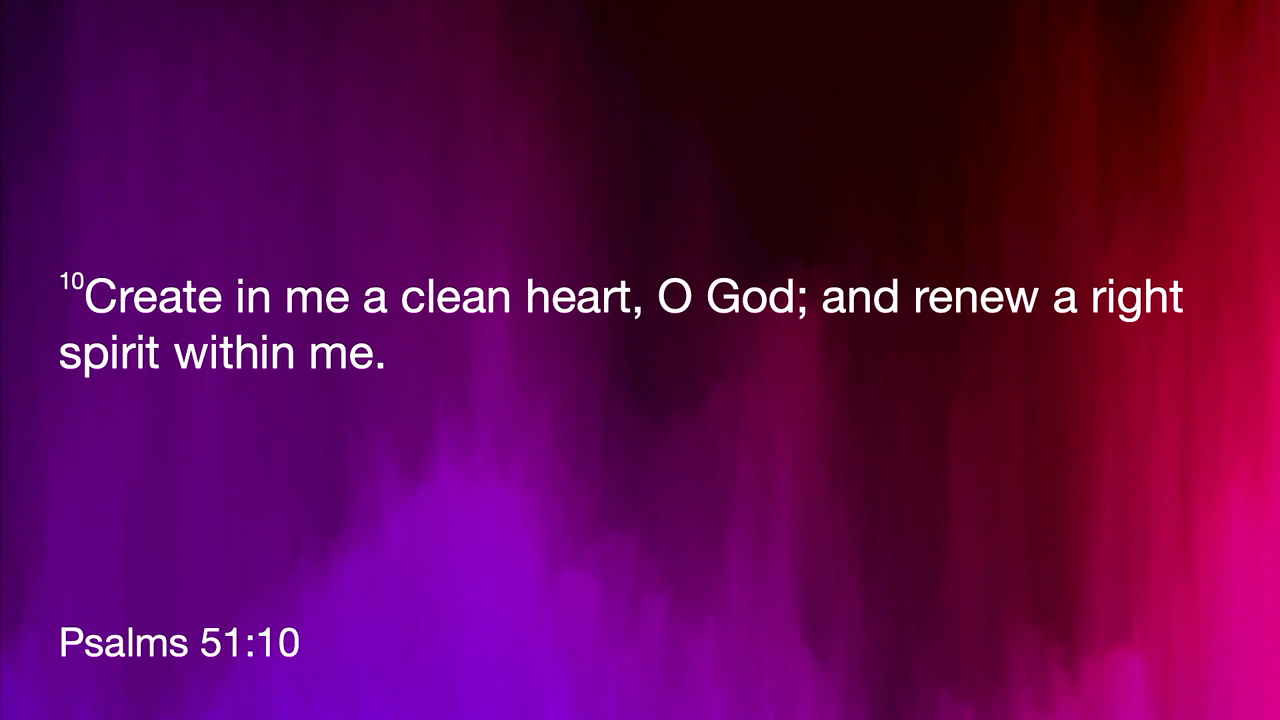 10Create in me a clean heart, O God; and renew a right
spirit within me.
Psalms 51:10